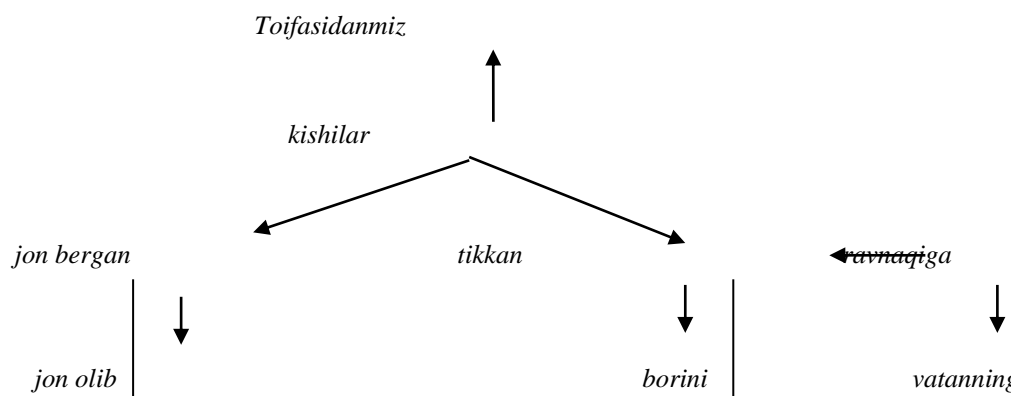 Toifasidanmiz
kishilar
jon bergan tikkan ravnaqiga
jon olib borini vatanning